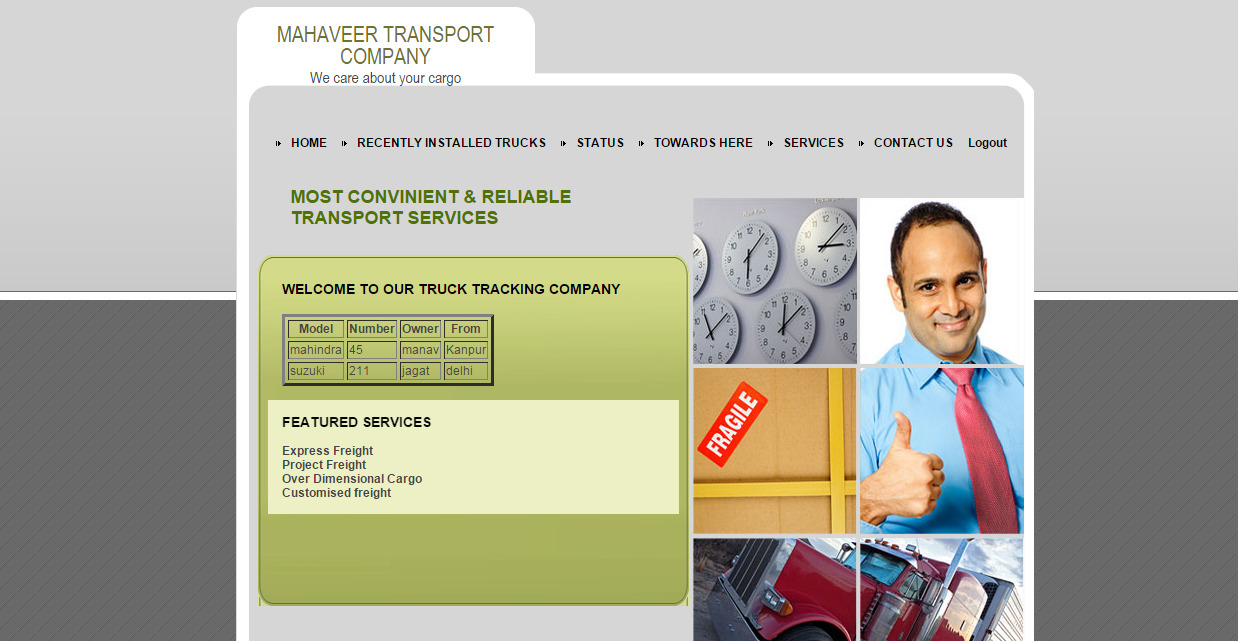 MAHAVEER TRANSPORT
COMPANY
We care about your cargo
HOME RECENTLY INSTALLED TRUCKS STATUS TOWARDS HERE SERVICES CONTACT US Logout
MOST CONVINIENT & RELIABLE
TRANSPORT SERVICES
WELCOME TO OUR TRUCK TRACKING COMPANY
Model Number Owner From
mahindra 45 manav Kanpur
suzuki 211 jagat delhi
FEATURED SERVICES
Express Freight
Project Freight
Over Dimensional Cargo
Customised freight
FRAGILE